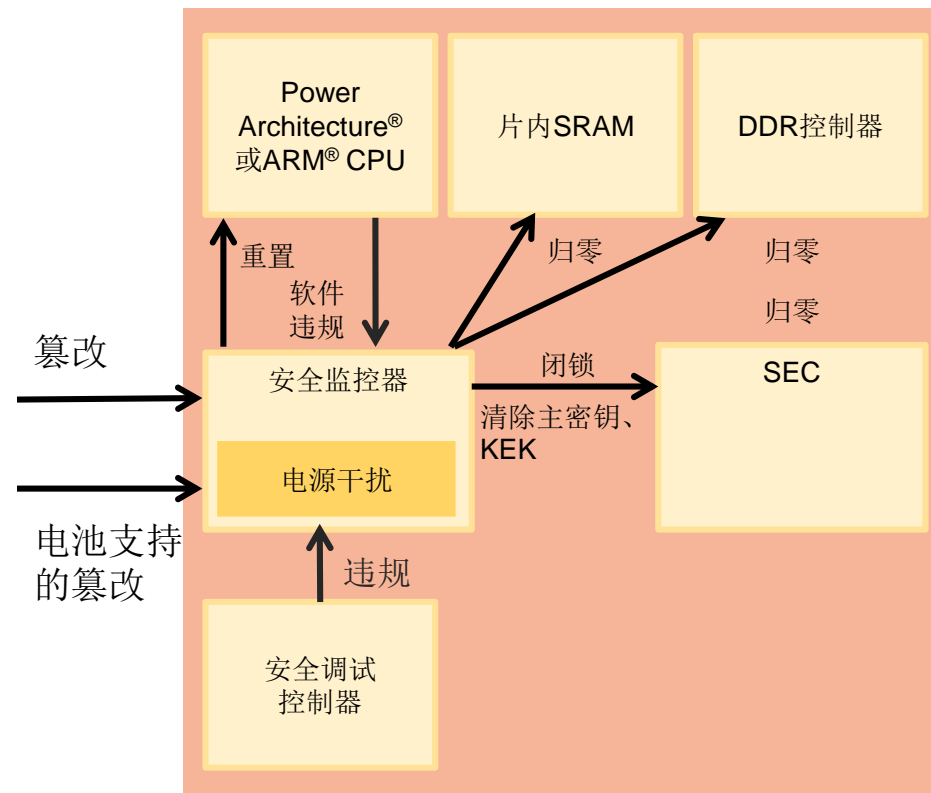 Power
Architecture®
或ARM® CPU
片内SRAM
DDR控制器
重置
归零
归零
软件
违规
归零
篡改
安全监控器
闭锁
SEC
清除主密钥、
KEK
电源干扰
电池支持
的篡改
违规
安全调试
控制器